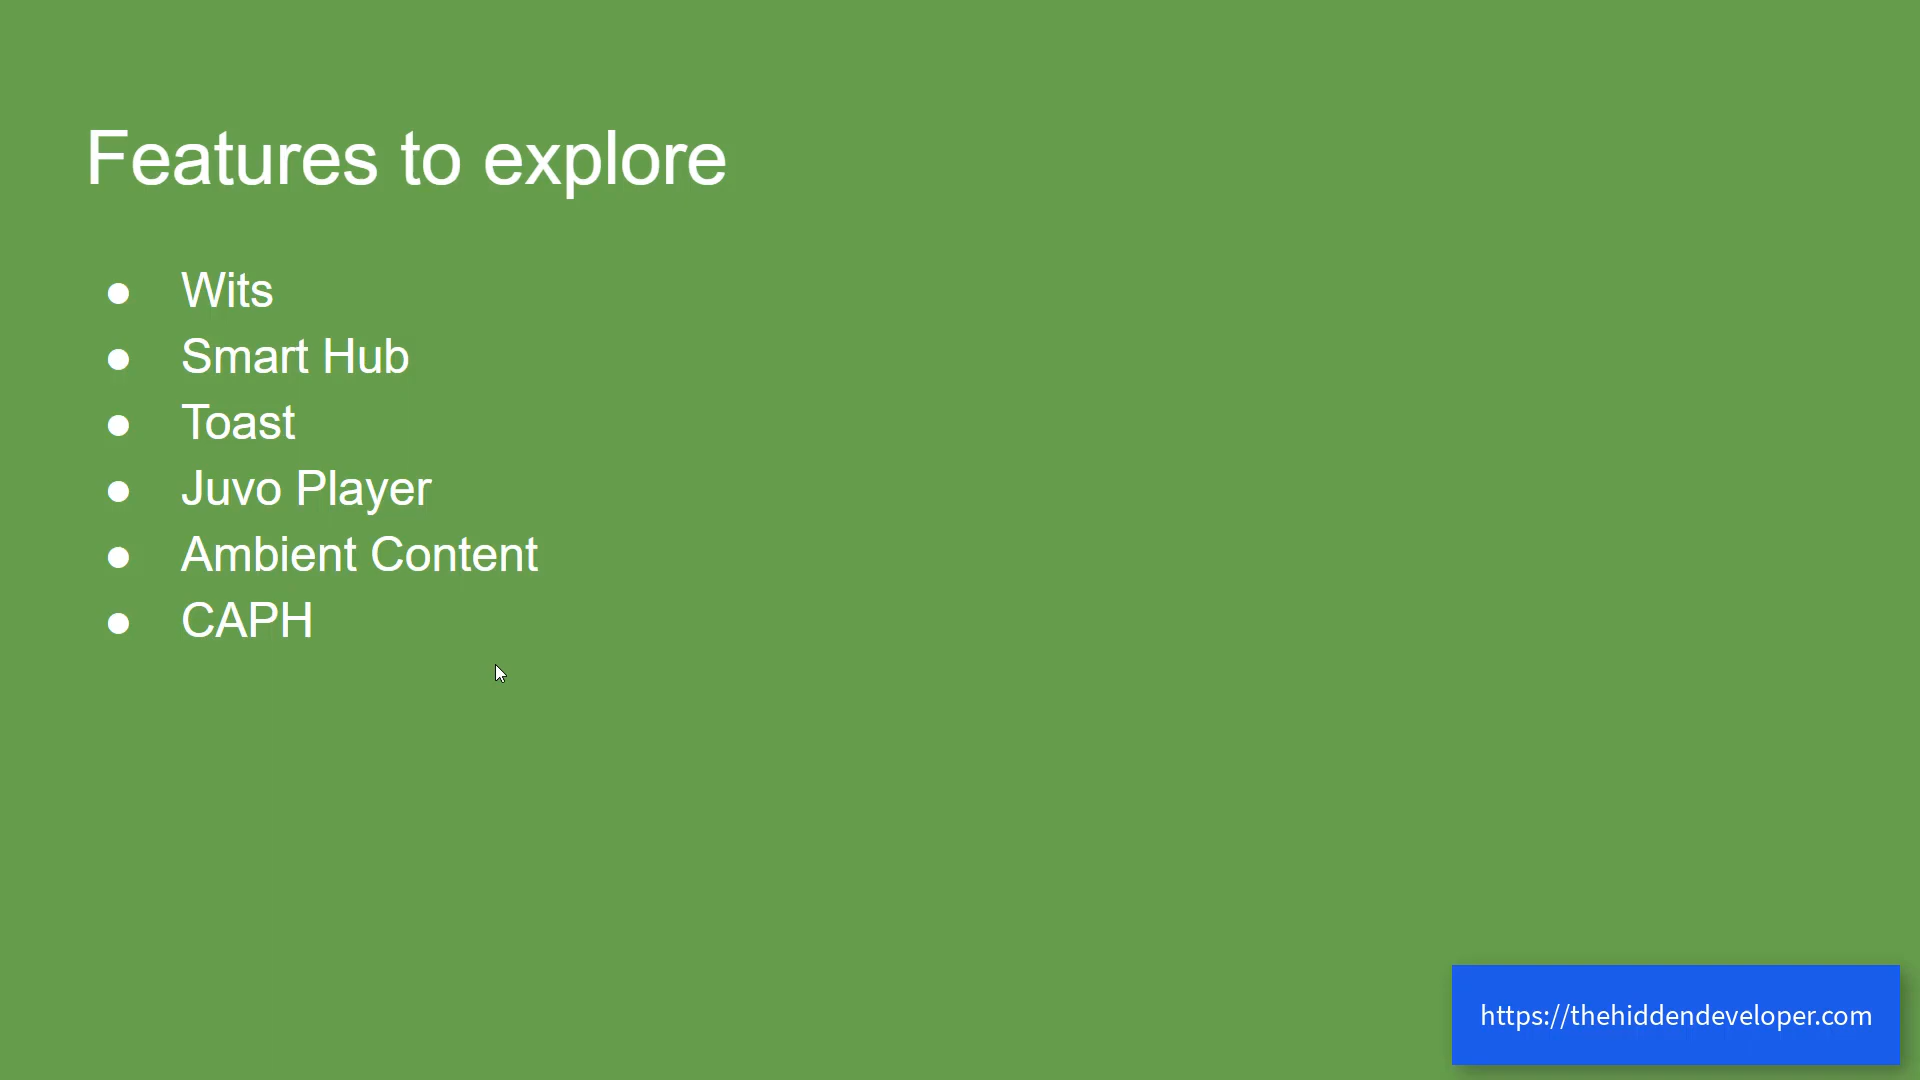 Features to explore
● Wits
● Smart Hub
● Toast
● Juvo Player
● Ambient Content
● CAPH
https://thehiddendeveloper.com